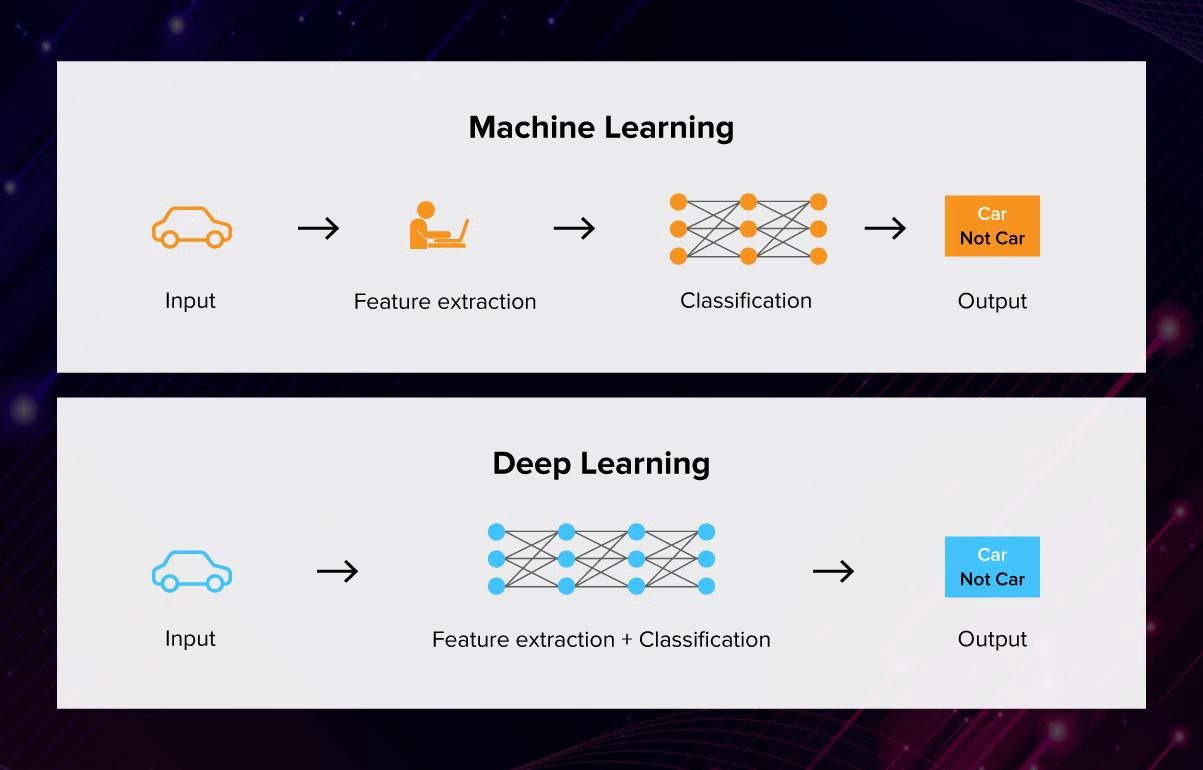 Machine Learning
Input
Feature extraction
Classification
Car
Not Car
Output
Deep Learning
Input
Feature extraction + Classification
Car
Not Car
Output